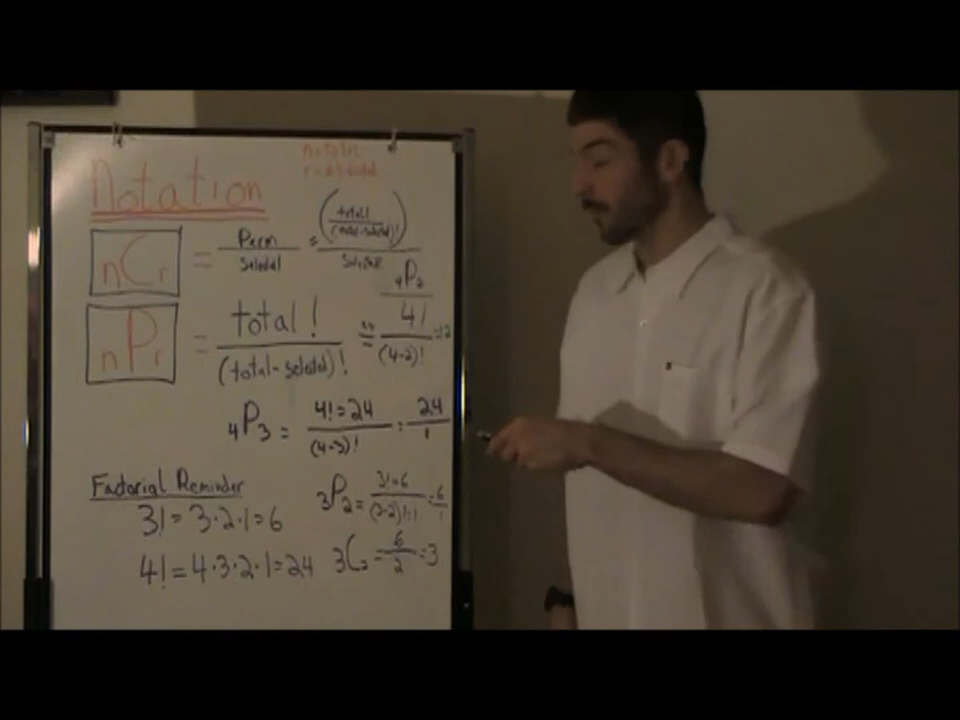 Notation
nCr = Perm / Selected = (total! / (total-selected)!) / Selected
4P2
nPr = total! / (total-selected)! = 4! / (4-2)! = 12
4P3 = 4!=24 / (4-3)! = 24 / 1
Factorial Reminder
3P2 = 3!=6 / (3-2)!=1 = 6 / 1
3! = 3·2·1 = 6
4! = 4·3·2·1 = 24
3C2 = 6 / 2 = 3